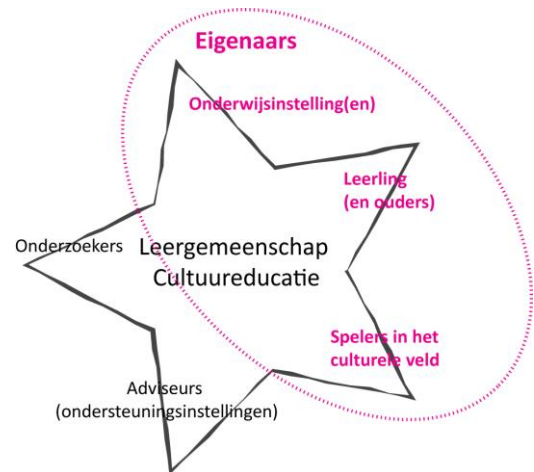 Eigenaars
Onderwijsinstelling(en)
Leerling
(en ouders)
Onderzoekers
Leergemeenschap
Cultuureducatie
Spelers in het
culturele veld
Adviseurs
(ondersteuningsinstellingen)